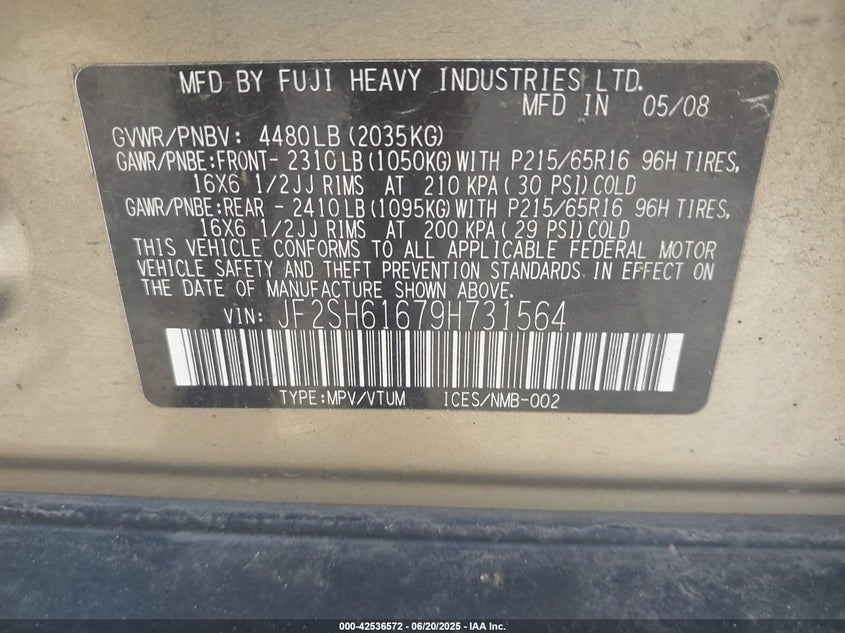 MFD BY FUJI HEAVY INDUSTRIES LTD.
MFD IN 05/08
GVWR/PNBV: 4480LB(2035KG)
GAWR/PNBE:FRONT- 2310LB(1050KG)WITH P215/65R16 96H TIRES,
16X6 1/2JJ RIMS AT 210 KPA(30 PSI)COLD
GAWR/PNBE:REAR - 2410LB(1095KG)WITH P215/65R16 96H TIRES,
16X6 1/2JJ RIMS AT 200 KPA(29 PSI)COLD
THIS VEHICLE CONFORMS TO ALL APPLICABLE FEDERAL MOTOR
VEHICLE SAFETY AND THEFT PREVENTION STANDARDS IN EFFECT ON
THE DATE OF MANUFACTURE SHOWN ABOVE.
VIN: JF2SH61679H731564
TYPE:MPV/VTUM ICES/NMB-002
000-42536572 - 06/20/2025 - IAA Inc.